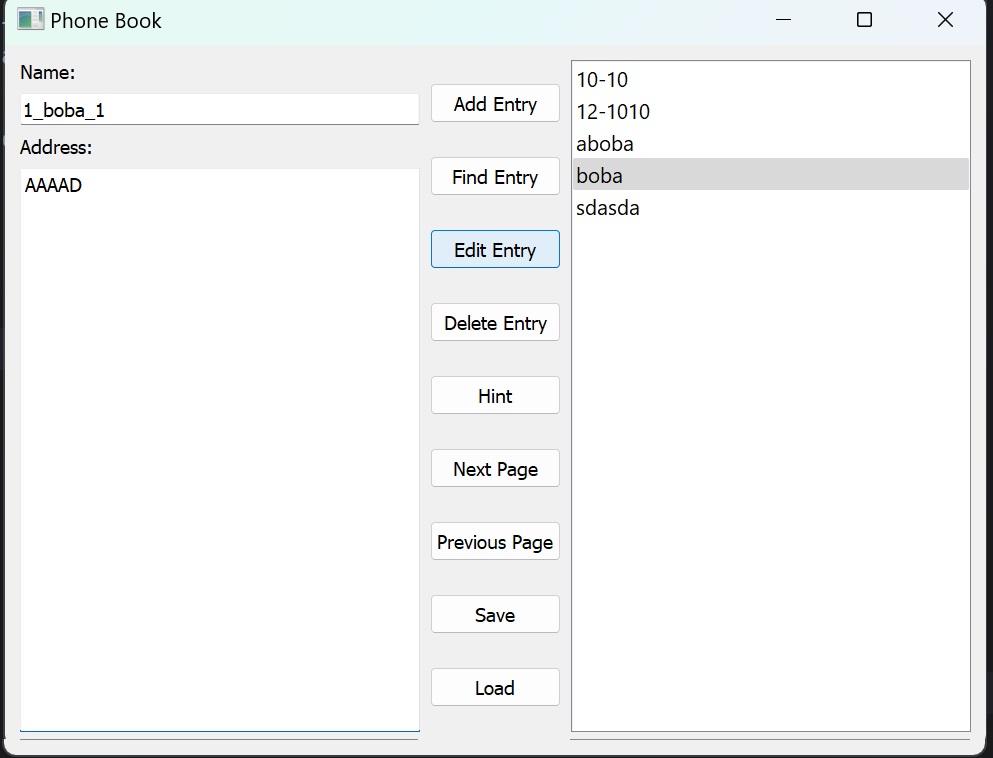 Phone Book
Name:
1_boba_1
Address:
AAAAD
Add Entry
Find Entry
Edit Entry
Delete Entry
Hint
Next Page
Previous Page
Save
Load
10-10
12-1010
aboba
boba
sdasda